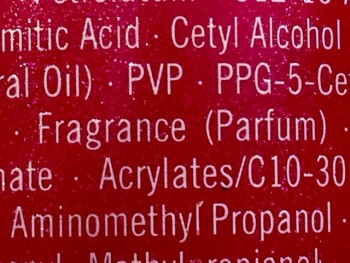 mitic Acid · Cetyl Alcohol
ral Oil) · PVP · PPG-5-Ce
· Fragrance (Parfum) ·
nate · Acrylates/C10-30
Aminomethyl Propanol ·